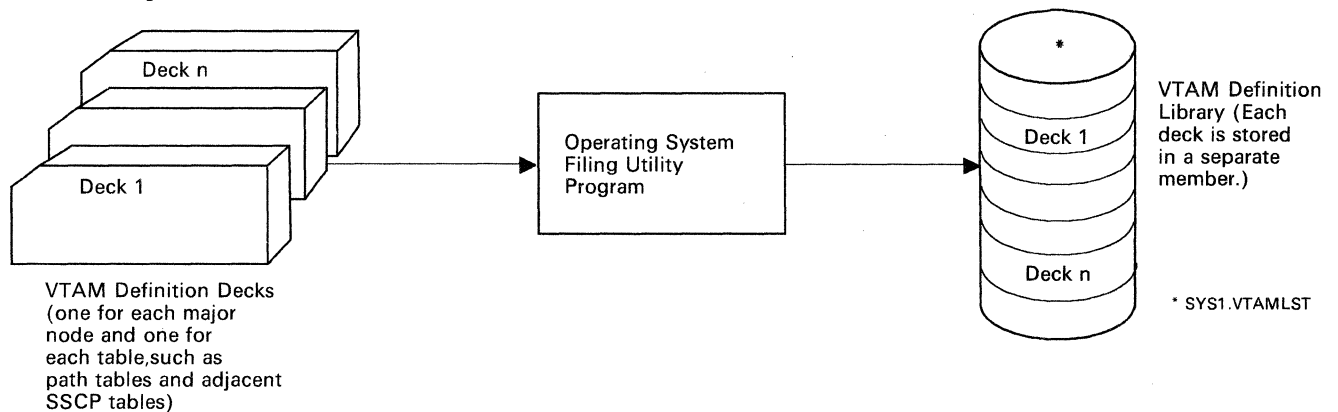 Deck n
Deck 1
VTAM Definition Decks
(one for each major
node and one for
each table,such as
path tables and adjacent
SSCP tables)
Operating System
Filing Utility
Program
*
Deck 1
Deck n
VTAM Definition
Library (Each
deck is stored
in a separate
member.)
* SYS1.VTAMLST